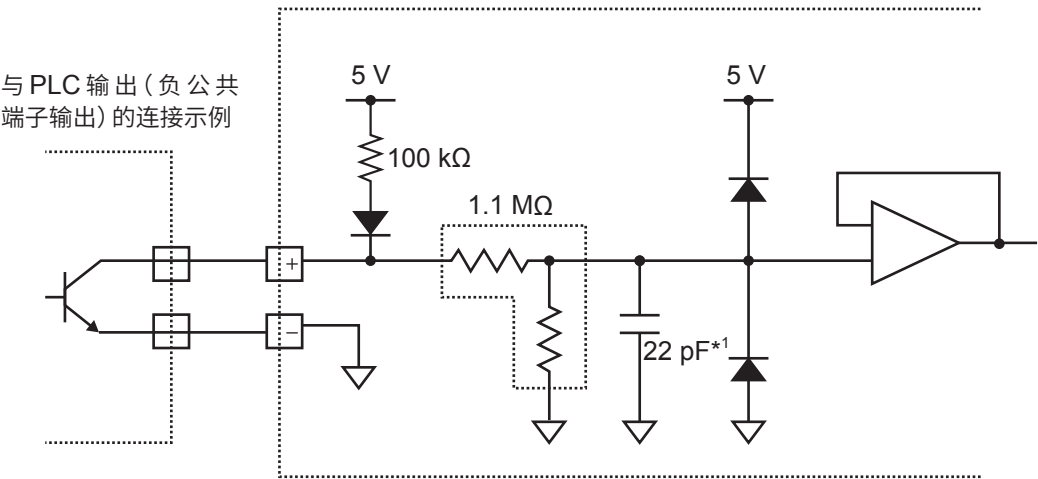 与 PLC 输出（负公共
端子输出）的连接示例
5 V
5 V
100 kΩ
1.1 MΩ
+
−
22 pF*1